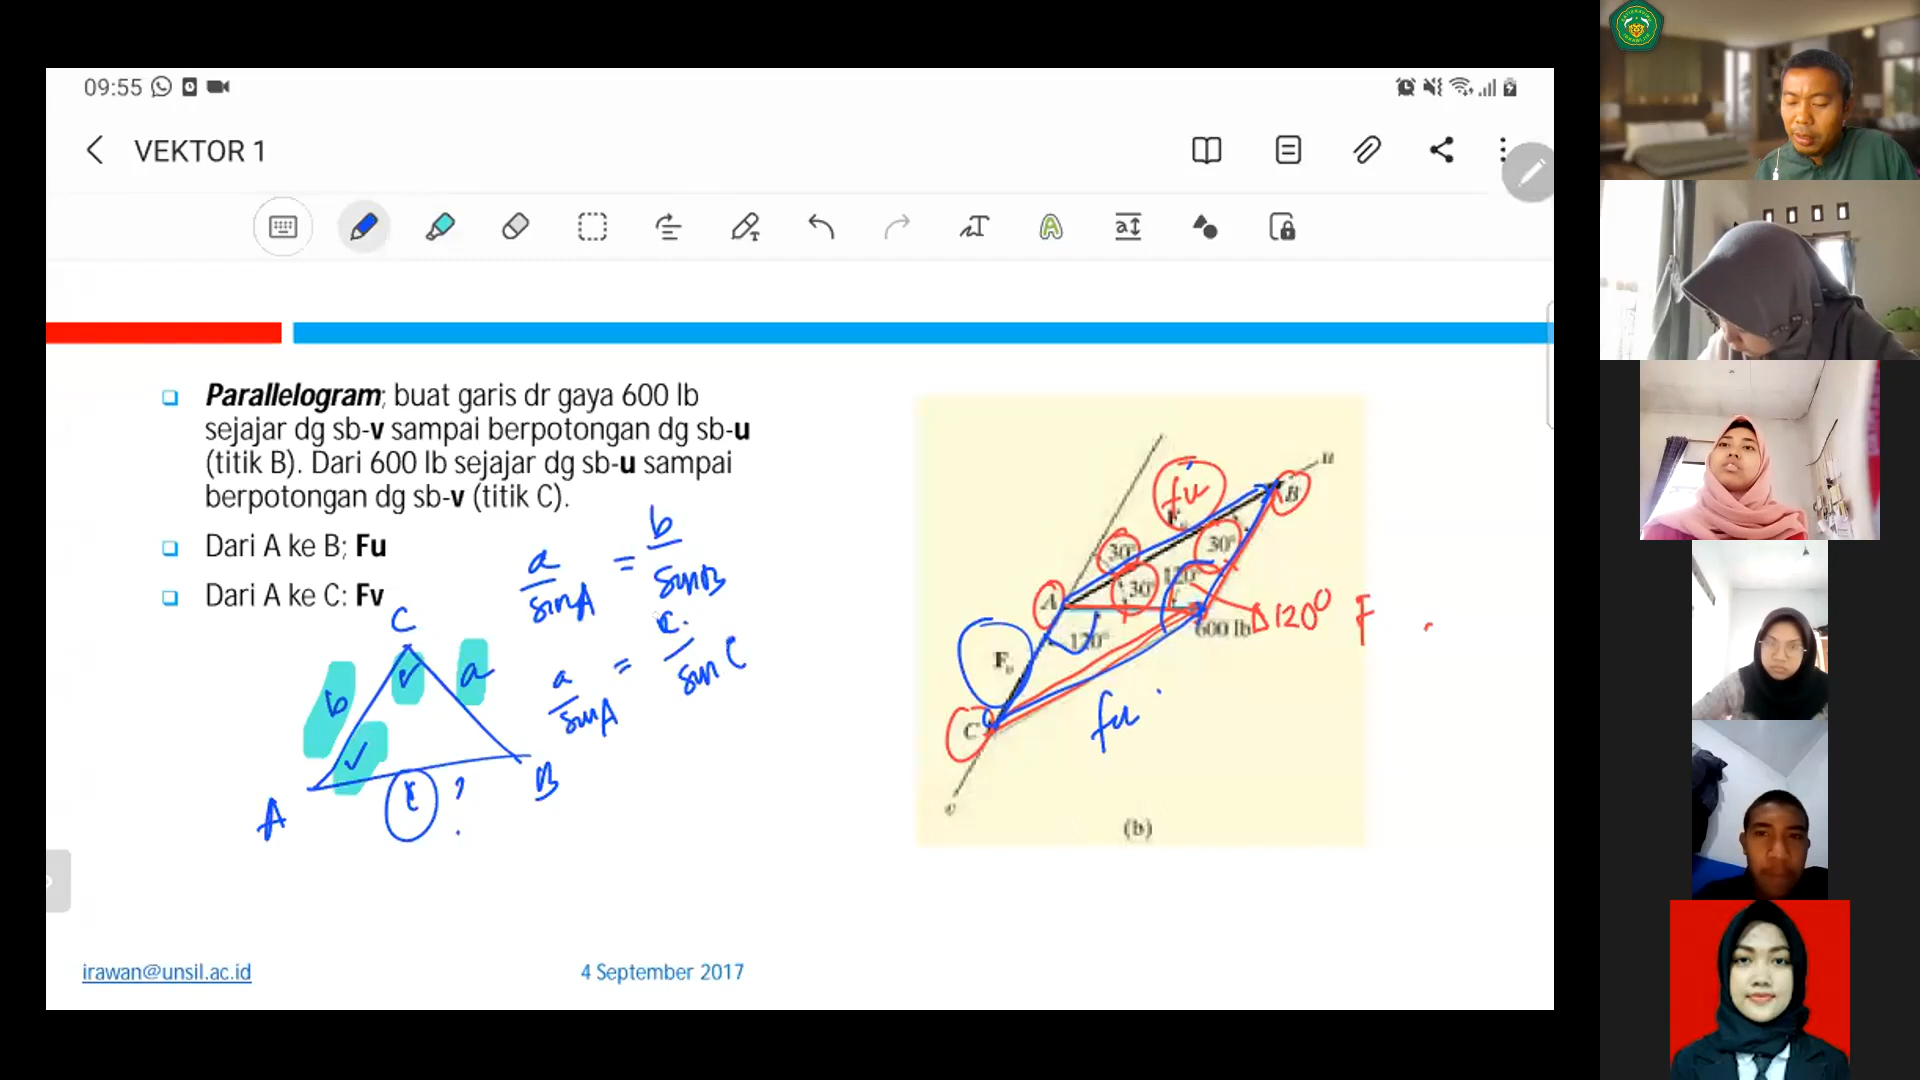 09:55
VEKTOR 1
Parallelogram; buat garis dr gaya 600 lb
sejajar dg sb-v sampai berpotongan dg sb-u
(titik B). Dari 600 lb sejajar dg sb-u sampai
berpotongan dg sb-v (titik C).
Dari A ke B; Fu
Dari A ke C: Fv
a/sin A = b/sin B
a/sin A = c/sin C
C
b
a
A
c ?
B
u
fu
B
30°
30°
A
30°
120°
600 lb
120°
F
120°
F
C
fu
(b)
irawan@unsil.ac.id
4 September 2017